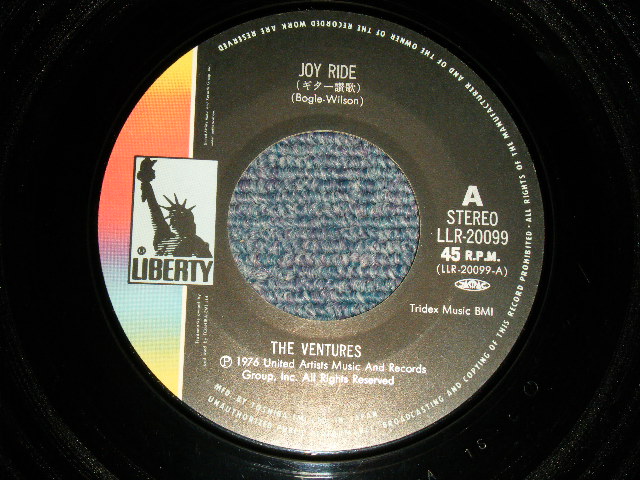 ALL RIGHTS OF THE MANUFACTURER AND OF THE OWNER OF THE RECORDED WORK ARE RESERVED
JOY RIDE
(ギター讃歌)
(Bogle-Wilson)
A
STEREO
LLR-20099
45 R.P.M.
(LLR-20099-A)
® LIBERTY
Tridex Music BMI
THE VENTURES
Ⓟ 1976 United Artists Music And Records
Group, Inc. All Rights Reserved
BROADCASTING AND COPYING OF THIS RECORD PROHIBITED